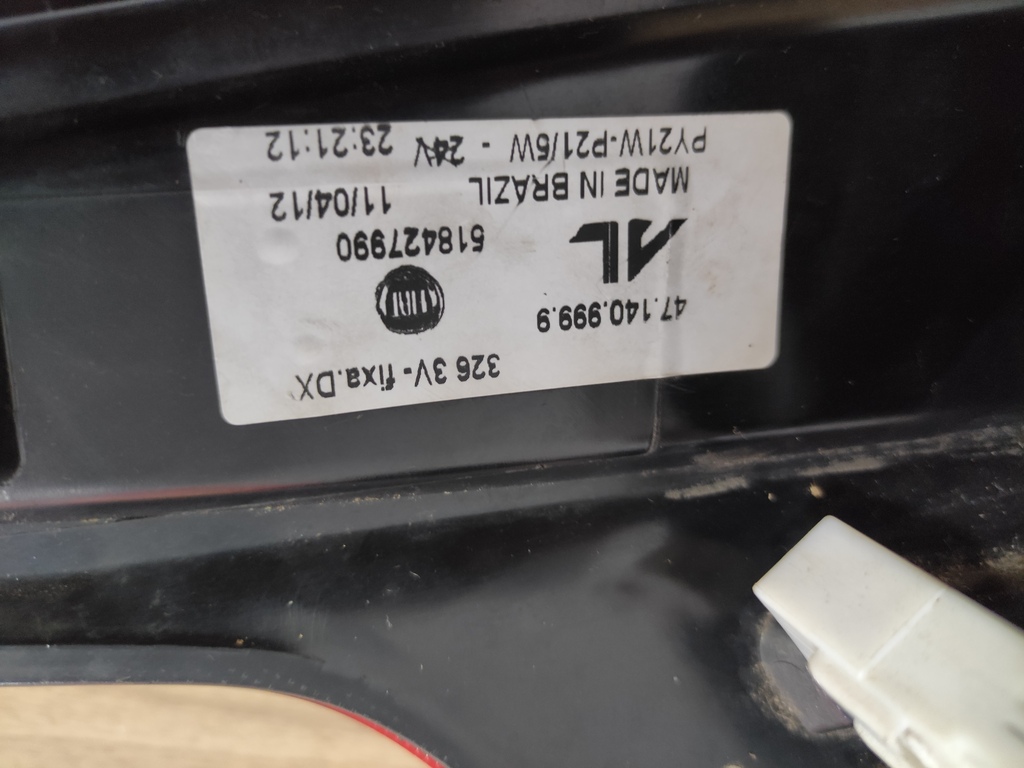 326 3V- fixa.DX
47.140.999.9
FIAT
AL
518427990
MADE IN BRAZIL 11/04/12
PY21W-P21/5W - 24V 23:21:12